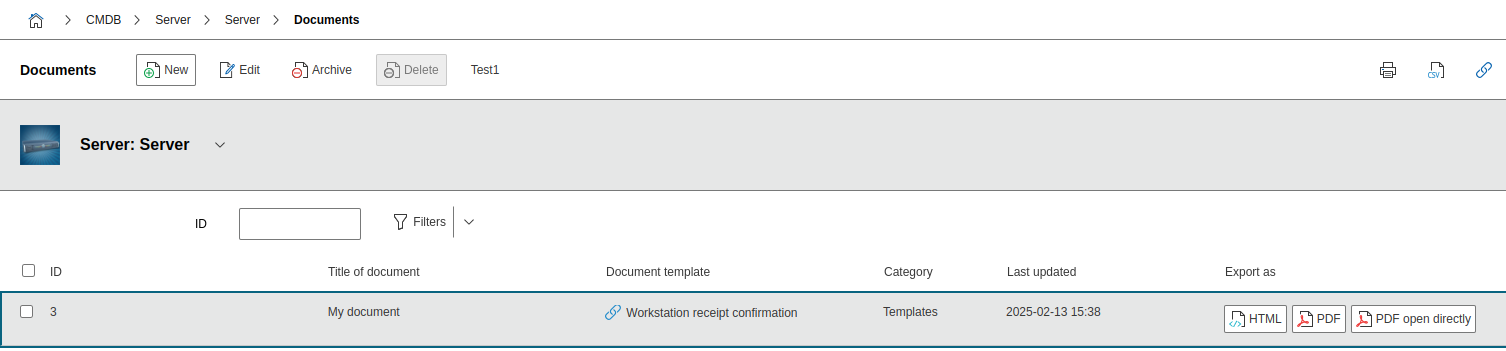 CMDB Server Server Documents
Documents New Edit Archive Delete Test1 CSV
Server: Server
ID Filters
ID Title of document Document template Category Last updated Export as
3 My document Workstation receipt confirmation Templates 2025-02-13 15:38 HTML PDF PDF open directly